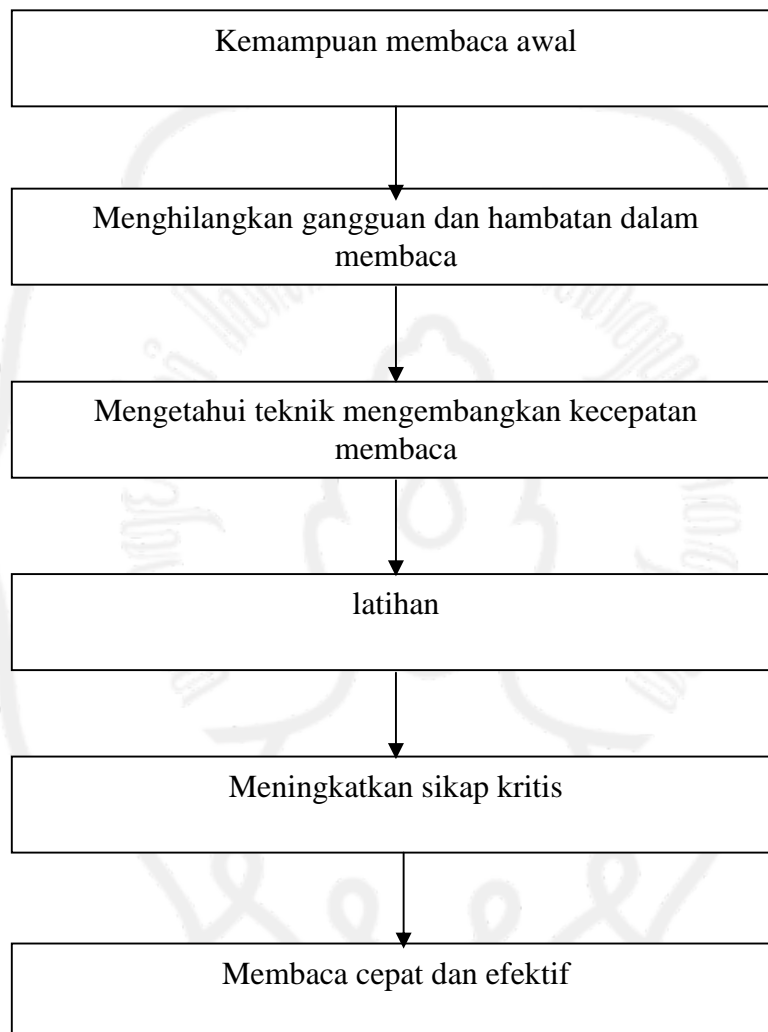 Kemampuan membaca awal
Menghilangkan gangguan dan hambatan dalam
membaca
Mengetahui teknik mengembangkan kecepatan
membaca
latihan
Meningkatkan sikap kritis
Membaca cepat dan efektif